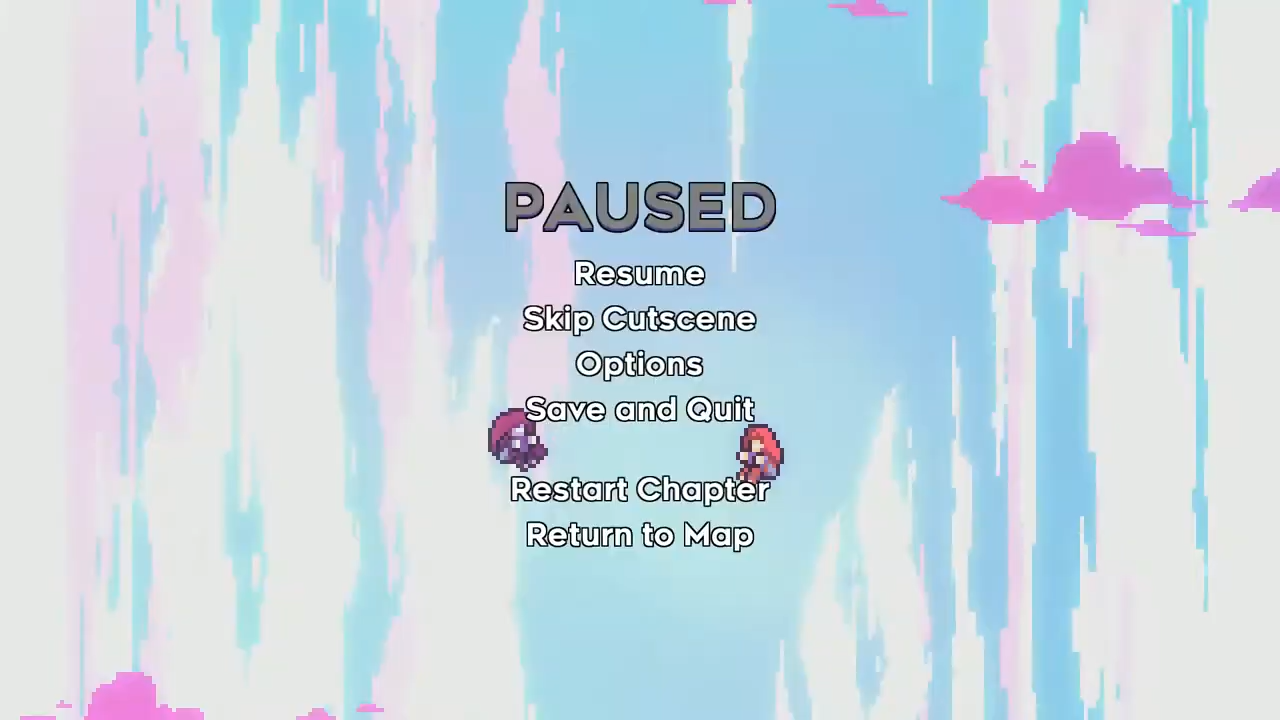 PAUSED
Resume
Skip Cutscene
Options
Save and Quit
Restart Chapter
Return to Map